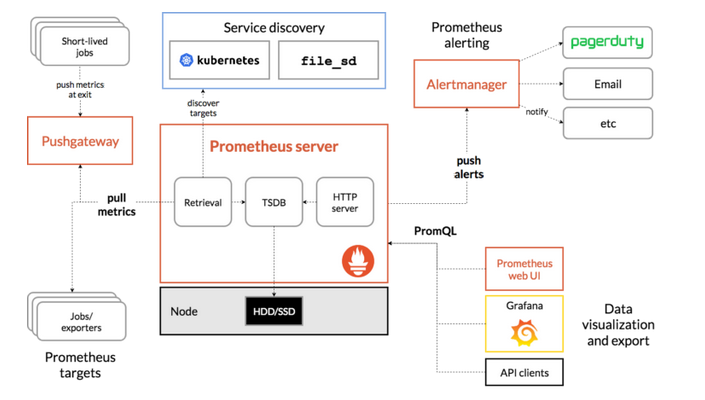 Short-lived
jobs
push metrics
at exit
Pushgateway
Service discovery
kubernetes
file_sd
discover
targets
Prometheus
alerting
Alertmanager
pagerduty
Email
etc
notify
Prometheus server
Retrieval
TSDB
HTTP
server
pull
metrics
push
alerts
PromQL
Node
HDD/SSD
Jobs/
exporters
Prometheus
targets
Prometheus
web UI
Grafana
API clients
Data
visualization
and export